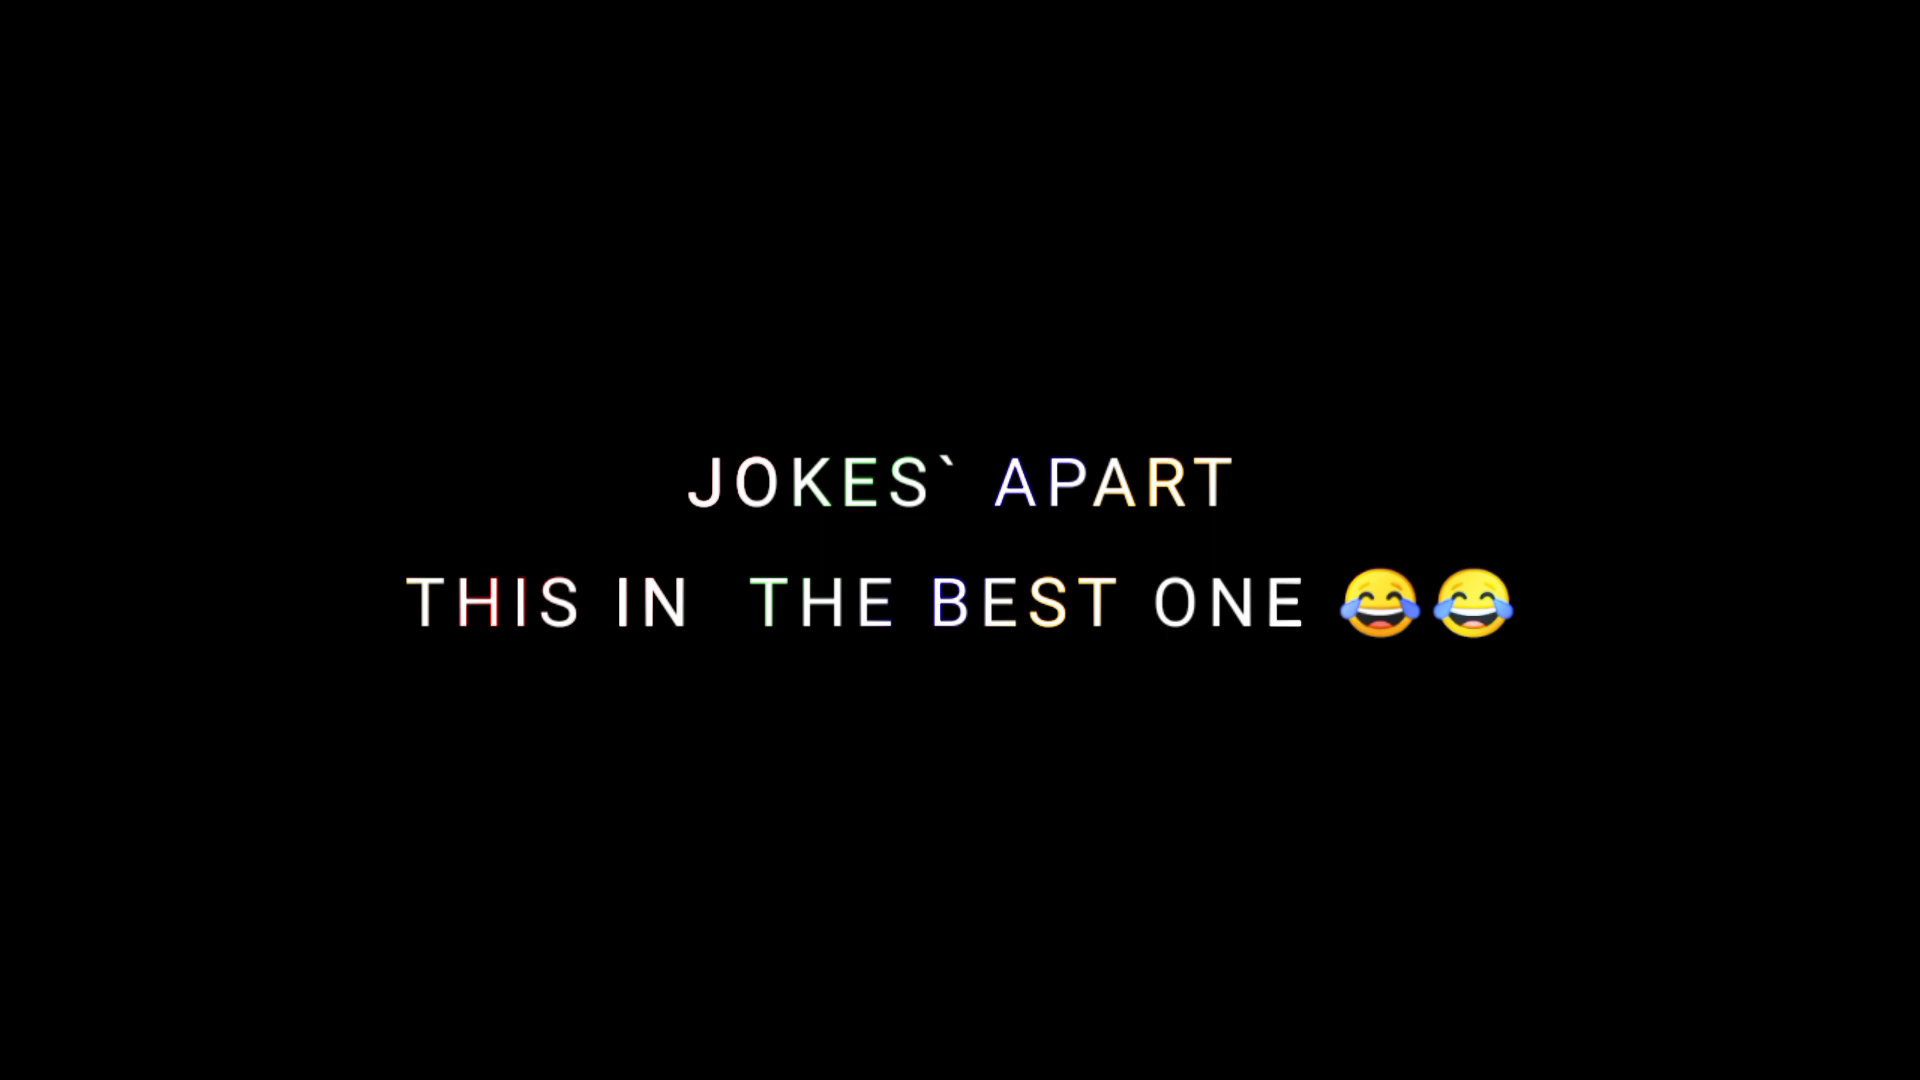 JOKES` APART
THIS IN  THE BEST ONE 😂😂